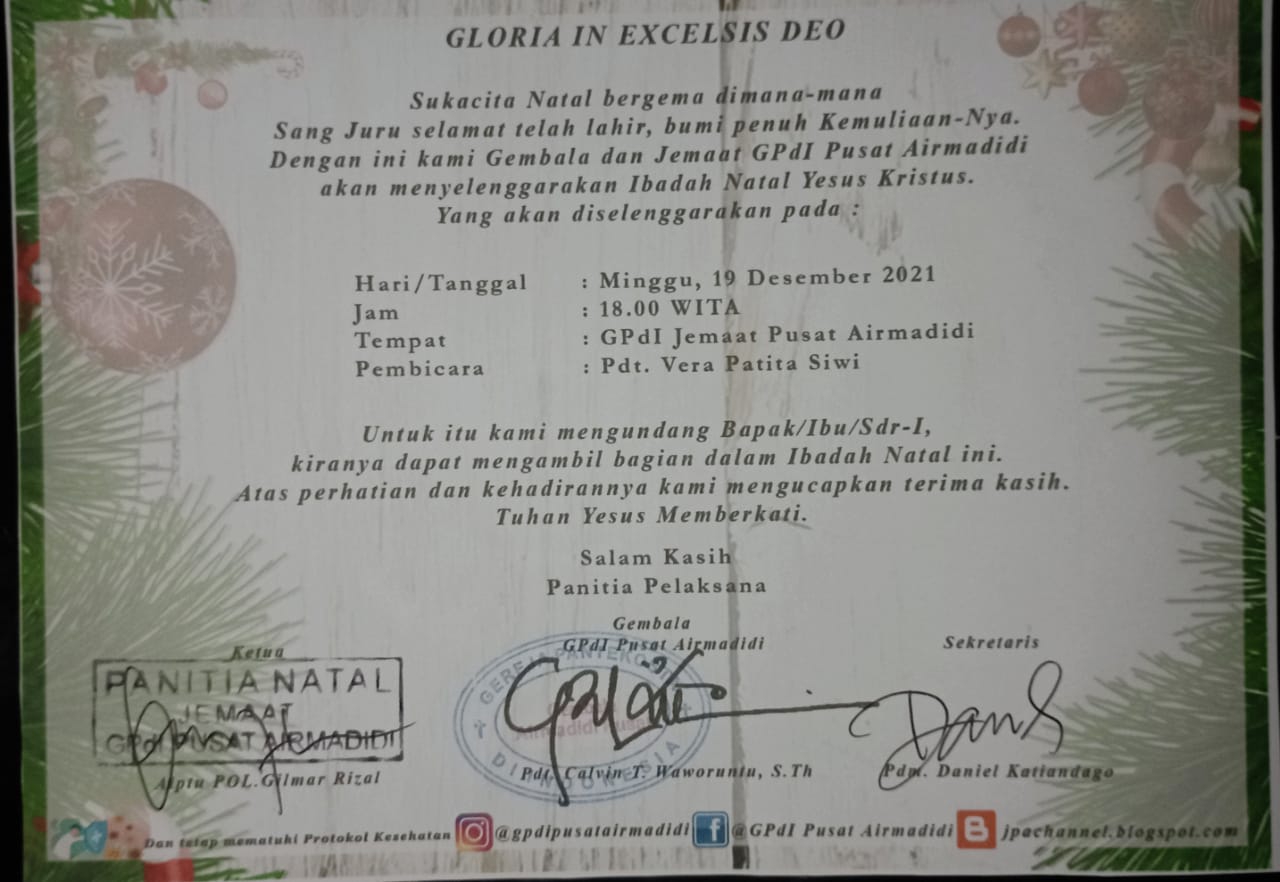 GLORIA IN EXCELSIS DEO
Sukacita Natal bergema dimana-mana
Sang Juru selamat telah lahir, bumi penuh Kemuliaan-Nya.
Dengan ini kami Gembala dan Jemaat GPdI Pusat Airmadidi
akan menyelenggarakan Ibadah Natal Yesus Kristus.
Yang akan diselenggarakan pada :
Hari/Tanggal : Minggu, 19 Desember 2021
Jam : 18.00 WITA
Tempat : GPdI Jemaat Pusat Airmadidi
Pembicara : Pdt. Vera Patita Siwi
Untuk itu kami mengundang Bapak/Ibu/Sdr-I,
kiranya dapat mengambil bagian dalam Ibadah Natal ini.
Atas perhatian dan kehadirannya kami mengucapkan terima kasih.
Tuhan Yesus Memberkati.
Salam Kasih
Panitia Pelaksana
Ketua
PANITIA NATAL
JEMAAT
GPdI PUSAT AIRMADIDI
Aiptu POL.Gilmar Rizal
Gembala
GPdI Pusat Airmadidi
GEREJA PANTEKOSTA
DI INDONESIA
Pdt. Calvin T. Waworuntu, S.Th
Sekretaris
Pdm. Daniel Katiandago
Dan tetap mematuhi Protokol Kesehatan @gpdipusatairmadidi @GPdI Pusat Airmadidi jpachannel.blogspot.com